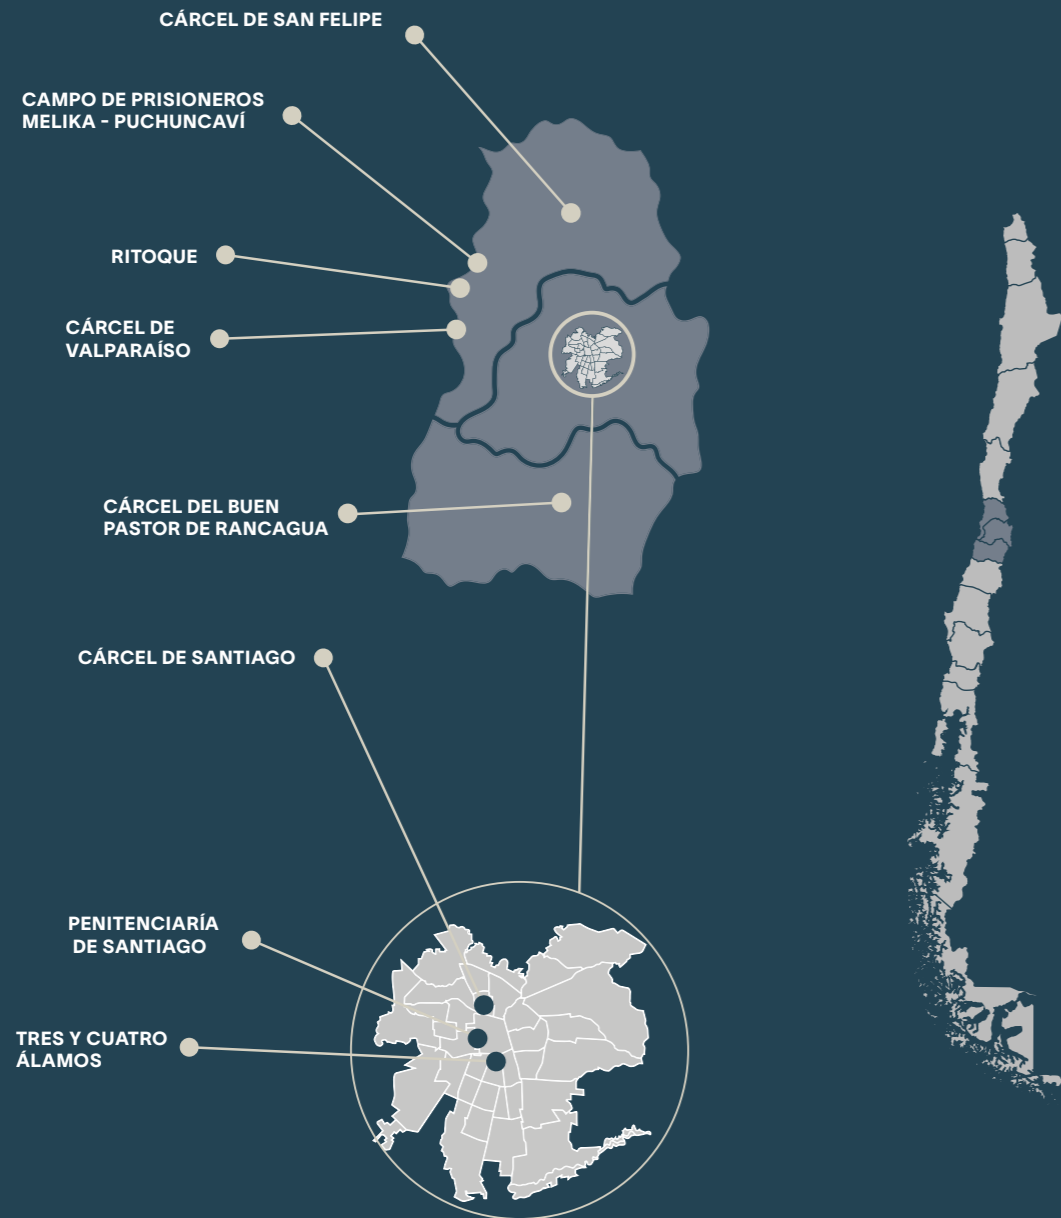 CÁRCEL DE SAN FELIPE
CAMPO DE PRISIONEROS
MELIKA - PUCHUNCAVÍ
RITOQUE
CÁRCEL DE
VALPARAÍSO
CÁRCEL DEL BUEN
PASTOR DE RANCAGUA
CÁRCEL DE SANTIAGO
PENITENCIARÍA
DE SANTIAGO
TRES Y CUATRO
ÁLAMOS